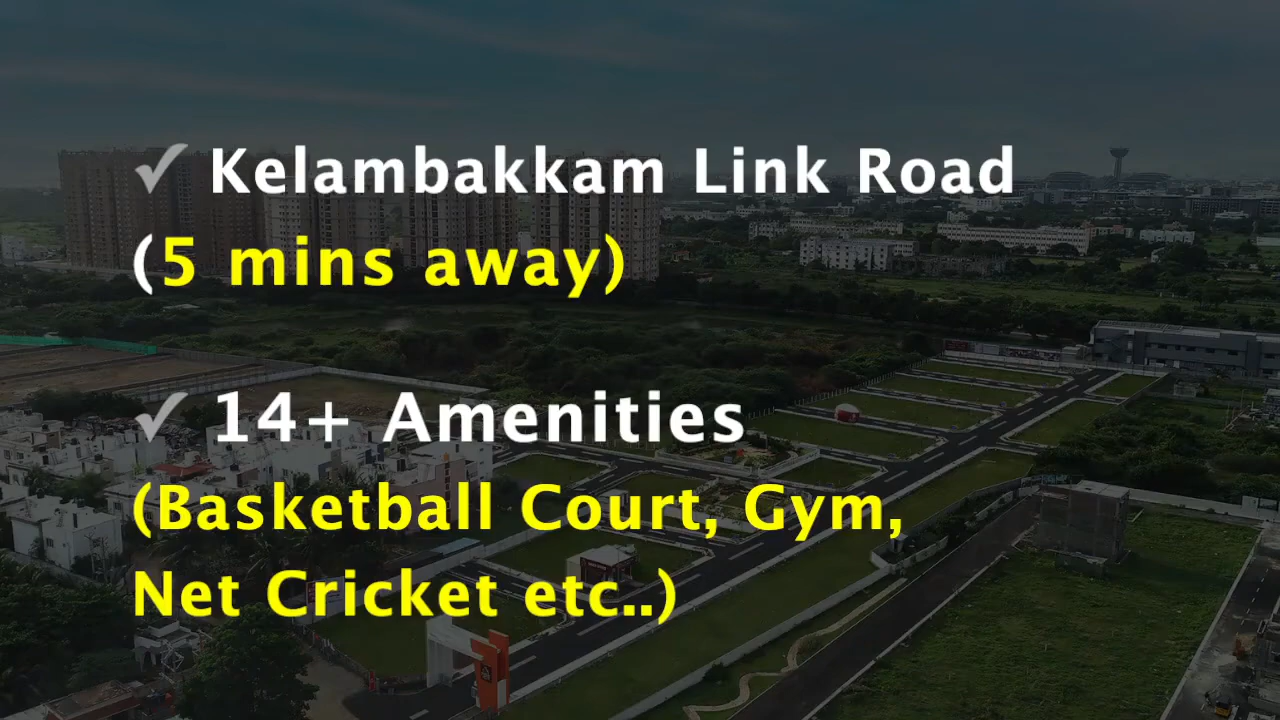 ✓ Kelambakkam Link Road
(5 mins away)
✓ 14+ Amenities
(Basketball Court, Gym,
Net Cricket etc..)